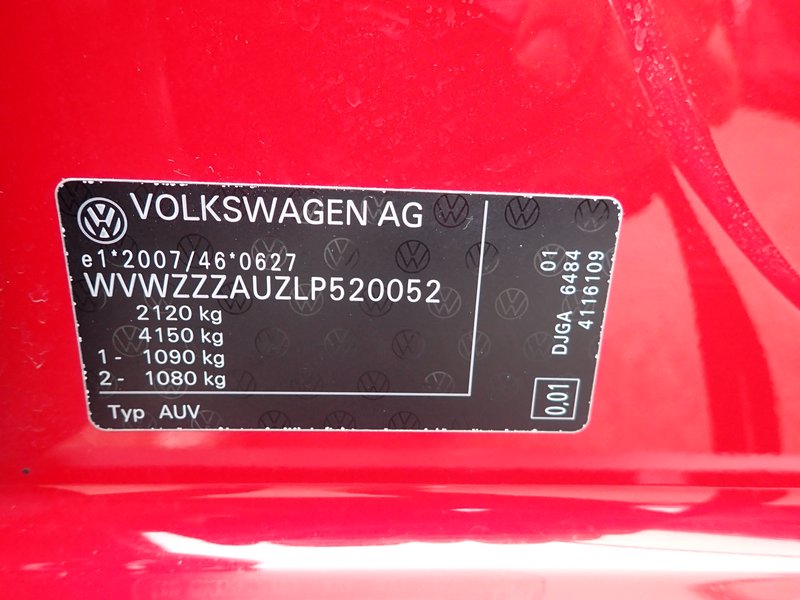 VOLKSWAGEN AG
e1*2007/46*0627
WVWZZZAUZLP520052
2120 kg
4150 kg
1- 1090 kg
2- 1080 kg
Typ AUV
01
DJGA 6484
4116109
0,01